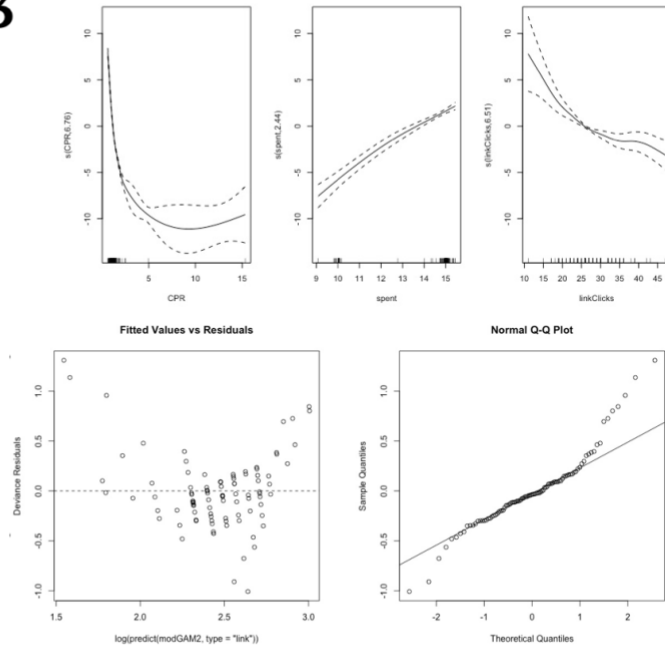 B
10
5
0
-5
-10
s(CPR,6.76)
5 10 15
CPR
10
5
0
-5
-10
s(spent,2.44)
9 10 11 12 13 14 15
spent
10
5
0
-5
-10
s(linkClicks,6.51)
10 15 20 25 30 35 40 45
linkClicks
Fitted Values vs Residuals
1.0
0.5
0.0
-0.5
-1.0
Deviance Residuals
1.5 2.0 2.5 3.0
log(predict(modGAM2, type = "link"))
Normal Q-Q Plot
1.0
0.5
0.0
-0.5
-1.0
Sample Quantiles
-2 -1 0 1 2
Theoretical Quantiles